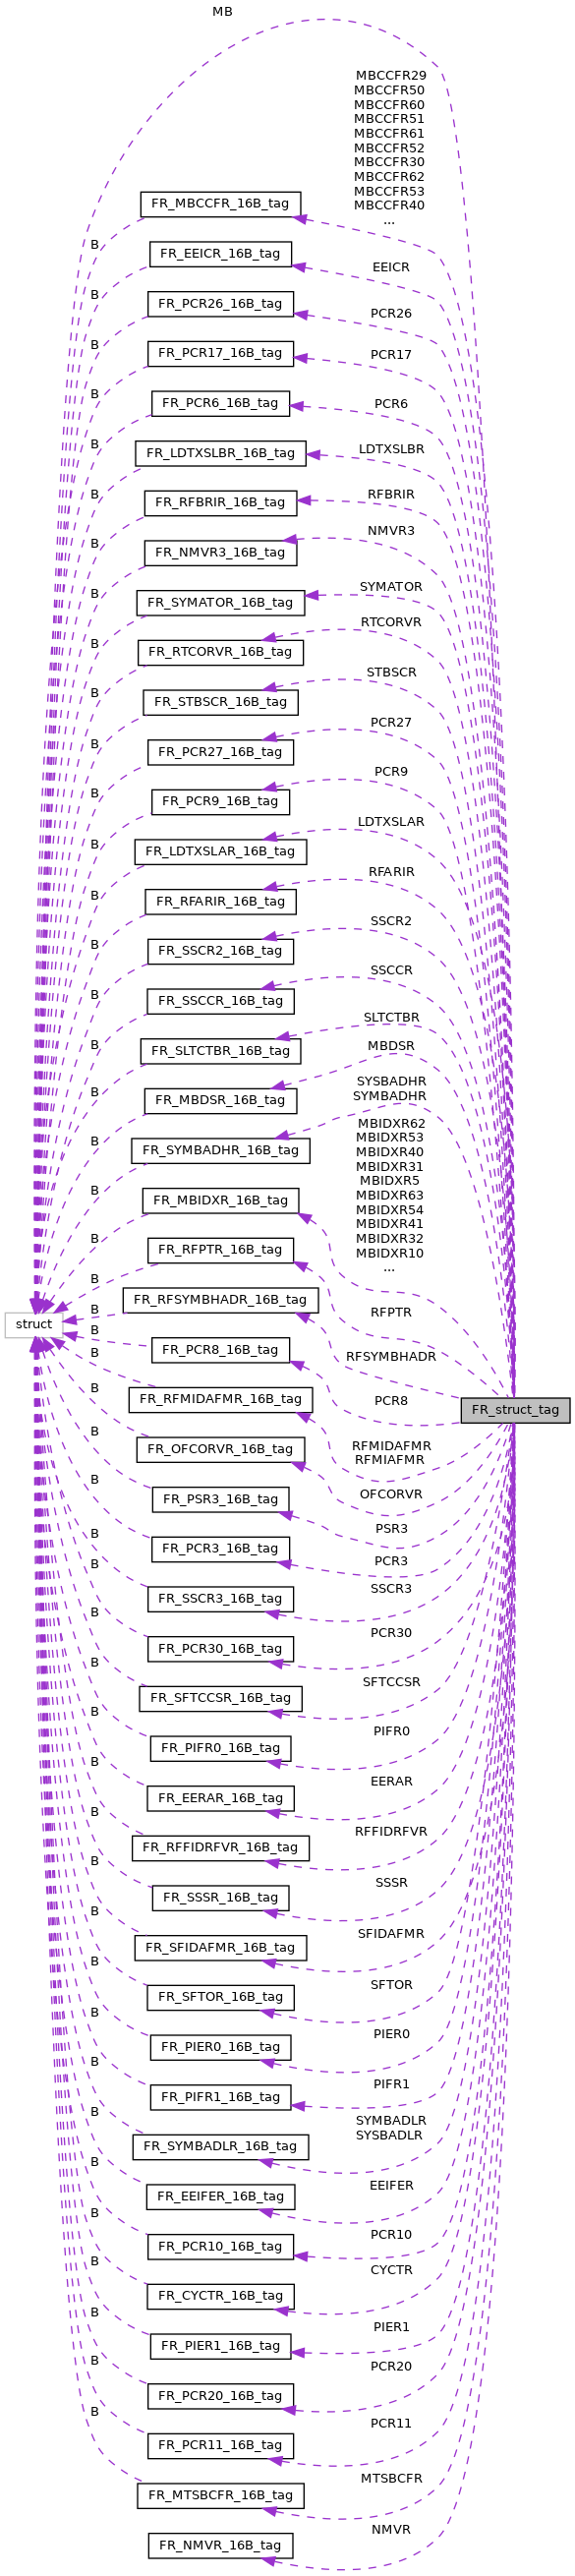 MB
MBCCFR29
MBCCFR50
MBCCFR60
MBCCFR51
MBCCFR61
MBCCFR52
MBCCFR30
MBCCFR62
MBCCFR53
MBCCFR40
...
FR_MBCCFR_16B_tag
B
FR_EEICR_16B_tag
EEICR
B
FR_PCR26_16B_tag
PCR26
B
FR_PCR17_16B_tag
PCR17
B
FR_PCR6_16B_tag
PCR6
B
FR_LDTXSLBR_16B_tag
LDTXSLBR
B
FR_RFBRIR_16B_tag
RFBRIR
B
FR_NMVR3_16B_tag
NMVR3
B
FR_SYMATOR_16B_tag
SYMATOR
B
FR_RTCORVR_16B_tag
RTCORVR
B
FR_STBSCR_16B_tag
STBSCR
B
FR_PCR27_16B_tag
PCR27
B
FR_PCR9_16B_tag
PCR9
B
FR_LDTXSLAR_16B_tag
LDTXSLAR
B
FR_RFARIR_16B_tag
RFARIR
B
FR_SSCR2_16B_tag
SSCR2
B
FR_SSCCR_16B_tag
SSCCR
B
FR_SLTCTBR_16B_tag
SLTCTBR
B
FR_MBDSR_16B_tag
MBDSR
B
FR_SYMBADHR_16B_tag
SYSBADHR
SYMBADHR
B
FR_MBIDXR_16B_tag
MBIDXR62
MBIDXR53
MBIDXR40
MBIDXR31
MBIDXR5
MBIDXR63
MBIDXR54
MBIDXR41
MBIDXR32
MBIDXR10
...
B
FR_RFPTR_16B_tag
RFPTR
B
FR_RFSYMBHADR_16B_tag
RFSYMBHADR
B
struct
FR_PCR8_16B_tag
PCR8
B
FR_struct_tag
FR_RFMIDAFMR_16B_tag
RFMIDAFMR
RFMIAFMR
B
FR_OFCORVR_16B_tag
OFCORVR
B
FR_PSR3_16B_tag
PSR3
B
FR_PCR3_16B_tag
PCR3
B
FR_SSCR3_16B_tag
SSCR3
B
FR_PCR30_16B_tag
PCR30
B
FR_SFTCCSR_16B_tag
SFTCCSR
B
FR_PIFR0_16B_tag
PIFR0
B
FR_EERAR_16B_tag
EERAR
B
FR_RFFIDRFVR_16B_tag
RFFIDRFVR
B
FR_SSSR_16B_tag
SSSR
B
FR_SFIDAFMR_16B_tag
SFIDAFMR
B
FR_SFTOR_16B_tag
SFTOR
B
FR_PIER0_16B_tag
PIER0
B
FR_PIFR1_16B_tag
PIFR1
B
FR_SYMBADLR_16B_tag
SYMBADLR
SYSBADLR
B
FR_EEIFER_16B_tag
EEIFER
B
FR_PCR10_16B_tag
PCR10
B
FR_CYCTR_16B_tag
CYCTR
B
FR_PIER1_16B_tag
PIER1
B
FR_PCR20_16B_tag
PCR20
B
FR_PCR11_16B_tag
PCR11
B
FR_MTSBCFR_16B_tag
MTSBCFR
FR_NMVR_16B_tag
NMVR